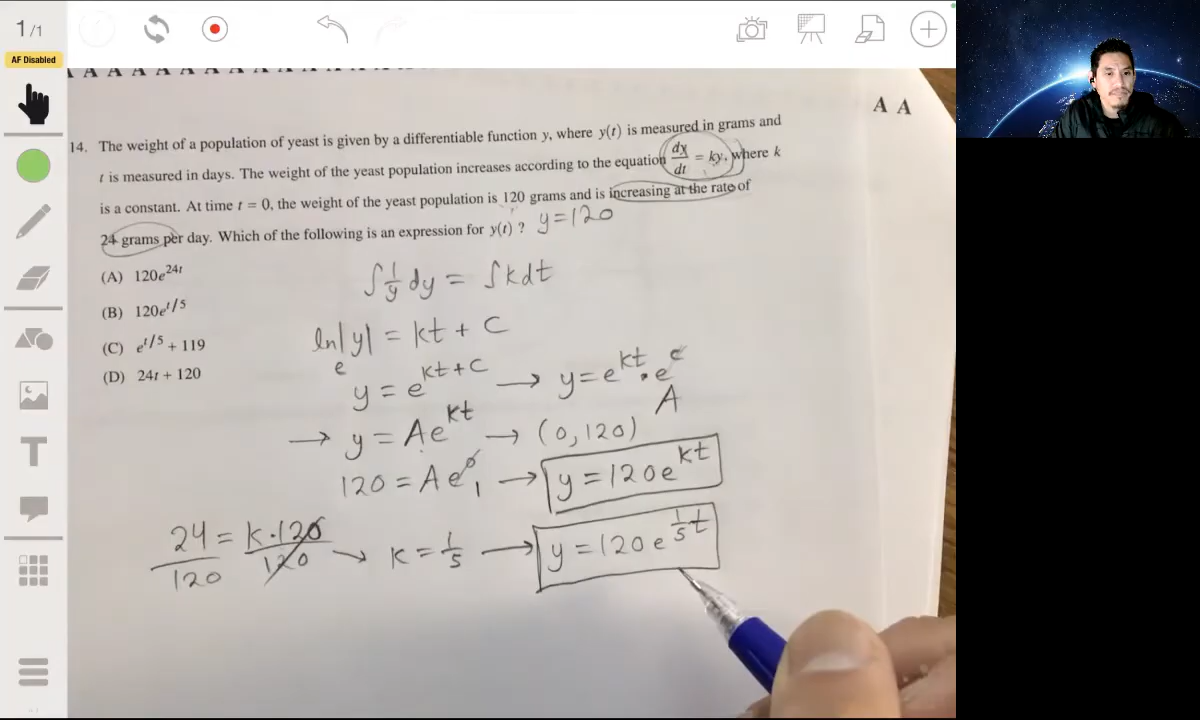 1/1
AF Disabled
A A A A A A A A A A
A A
14. The weight of a population of yeast is given by a differentiable function y, where y(t) is measured in grams and
t is measured in days. The weight of the yeast population increases according to the equation dy/dt = ky, where k
is a constant. At time t = 0, the weight of the yeast population is 120 grams and is increasing at the rate of
24 grams per day. Which of the following is an expression for y(t) ? y=120
(A) 120e^24t
(B) 120e^t/5
(C) e^t/5 + 119
(D) 24t + 120
∫ 1/y dy = ∫ k dt
ln|y| = kt + C
e
y = e^kt+C → y = e^kt · e^c
A
→ y = Ae^kt → (0, 120)
120 = Ae^0 1 → y = 120e^kt
24/120 = k·120/120 → k = 1/5 → y = 120e^1/5 t
T